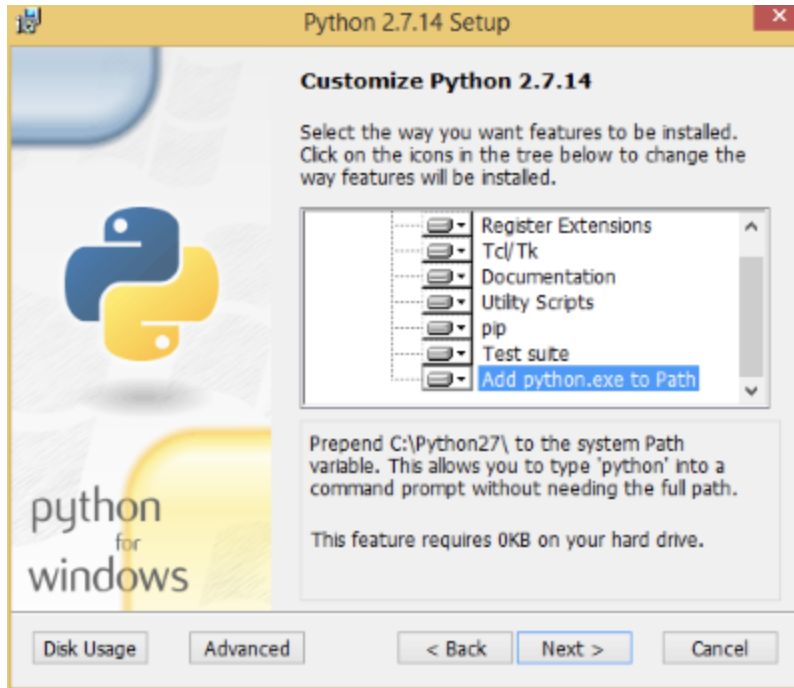 Python 2.7.14 Setup
Customize Python 2.7.14
Select the way you want features to be installed.
Click on the icons in the tree below to change the
way features will be installed.
Register Extensions
Tcl/Tk
Documentation
Utility Scripts
pip
Test suite
Add python.exe to Path
Prepend C:\Python27\ to the system Path
variable. This allows you to type 'python' into a
command prompt without needing the full path.
This feature requires 0KB on your hard drive.
python
for
windows
Disk Usage
Advanced
< Back
Next >
Cancel